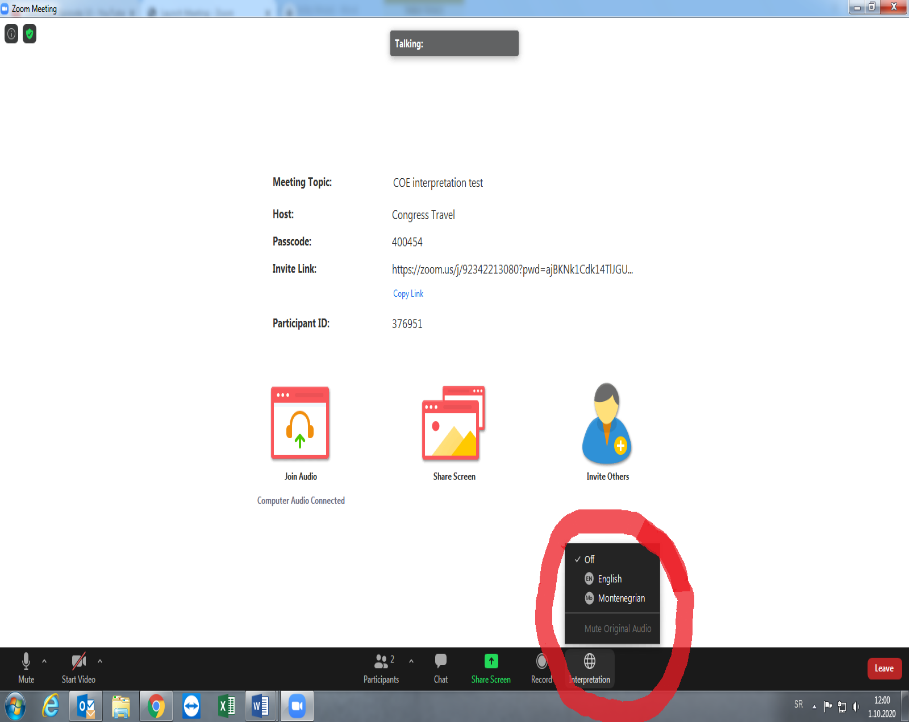 Zoom Meeting
Talking:
Meeting Topic: COE interpretation test
Host: Congress Travel
Passcode: 400454
Invite Link: https://zoom.us/j/92342213080?pwd=ajBKNk1Cdk14TlJGU...
Copy Link
Participant ID: 376951
Join Audio Share Screen Invite Others
Computer Audio Connected
Off
English
Montenegrian
Mute Original Audio
2
Mute Start Video Participants Chat Share Screen Record Interpretation Leave
SR 12:00
1.10.2020